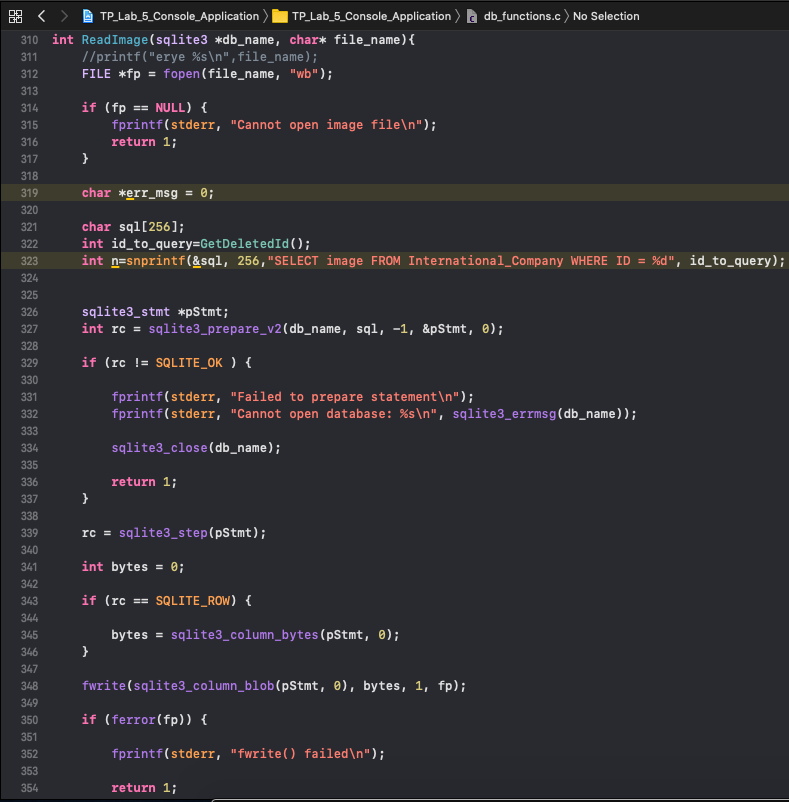 TP_Lab_5_Console_Application 〉 TP_Lab_5_Console_Application 〉 db_functions.c 〉 No Selection
310 int ReadImage(sqlite3 *db_name, char* file_name){
311     //printf("erye %s\n",file_name);
312     FILE *fp = fopen(file_name, "wb");
313
314     if (fp == NULL) {
315         fprintf(stderr, "Cannot open image file\n");
316         return 1;
317     }
318
319     char *err_msg = 0;
320
321     char sql[256];
322     int id_to_query=GetDeletedId();
323     int n=snprintf(&sql, 256,"SELECT image FROM International_Company WHERE ID = %d", id_to_query);
324
325
326     sqlite3_stmt *pStmt;
327     int rc = sqlite3_prepare_v2(db_name, sql, -1, &pStmt, 0);
328
329     if (rc != SQLITE_OK ) {
330
331         fprintf(stderr, "Failed to prepare statement\n");
332         fprintf(stderr, "Cannot open database: %s\n", sqlite3_errmsg(db_name));
333
334         sqlite3_close(db_name);
335
336         return 1;
337     }
338
339     rc = sqlite3_step(pStmt);
340
341     int bytes = 0;
342
343     if (rc == SQLITE_ROW) {
344
345         bytes = sqlite3_column_bytes(pStmt, 0);
346     }
347
348     fwrite(sqlite3_column_blob(pStmt, 0), bytes, 1, fp);
349
350     if (ferror(fp)) {
351
352         fprintf(stderr, "fwrite() failed\n");
353
354         return 1;